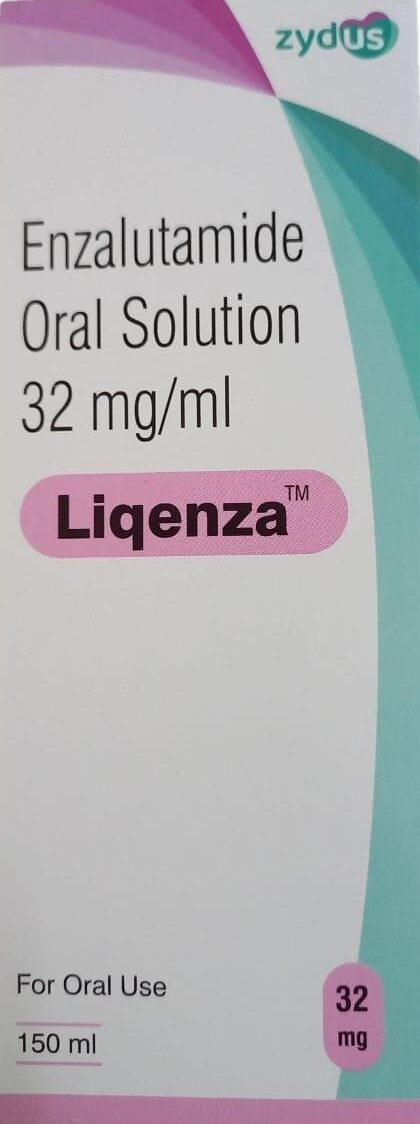 zydus
Enzalutamide
Oral Solution
32 mg/ml
Liqenza™
For Oral Use
150 ml
32
mg